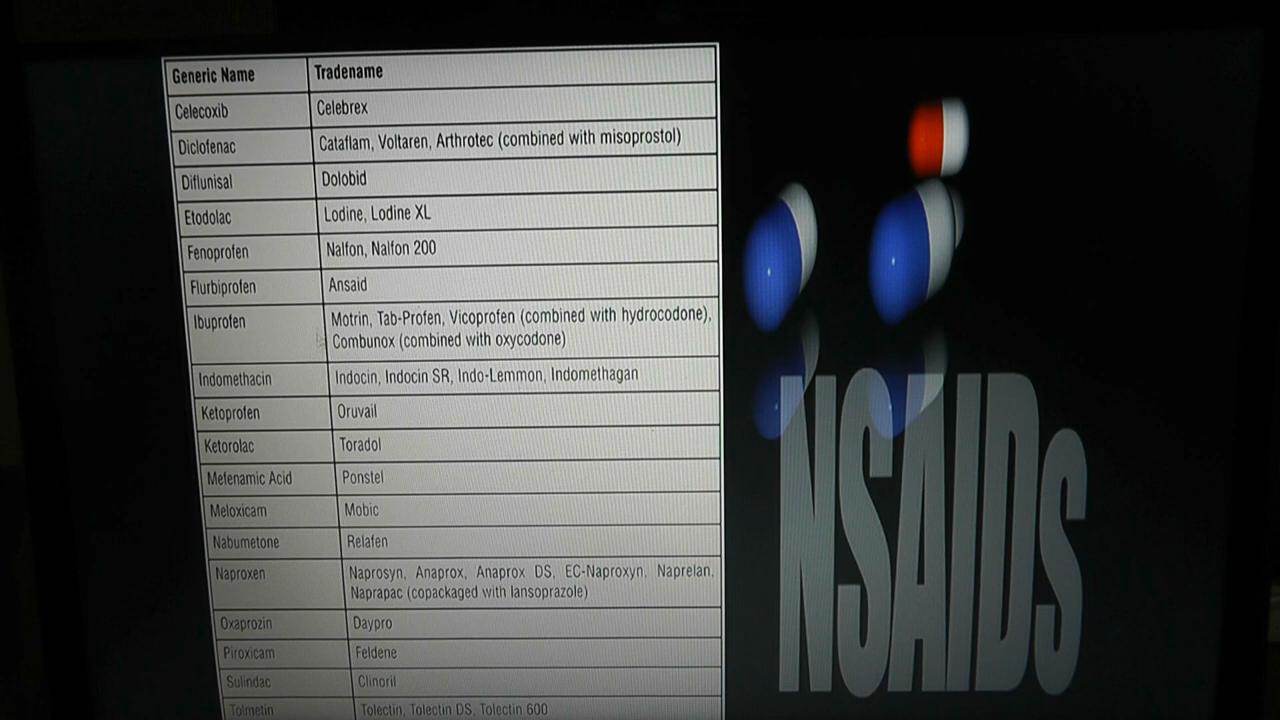 Generic Name Tradename
Celecoxib Celebrex
Diclofenac Cataflam, Voltaren, Arthrotec (combined with misoprostol)
Diflunisal Dolobid
Etodolac Lodine, Lodine XL
Fenoprofen Nalfon, Nalfon 200
Flurbiprofen Ansaid
Ibuprofen Motrin, Tab-Profen, Vicoprofen (combined with hydrocodone),
Combunox (combined with oxycodone)
Indomethacin Indocin, Indocin SR, Indo-Lemmon, Indomethagan
Ketoprofen Oruvail
Ketorolac Toradol
Mefenamic Acid Ponstel
Meloxicam Mobic
Nabumetone Relafen
Naproxen Naprosyn, Anaprox, Anaprox DS, EC-Naproxyn, Naprelan,
Naprapac (copackaged with lansoprazole)
Oxaprozin Daypro
Piroxicam Feldene
Sulindac Clinoril
Tolmetin Tolectin, Tolectin DS, Tolectin 600
NSAIDs